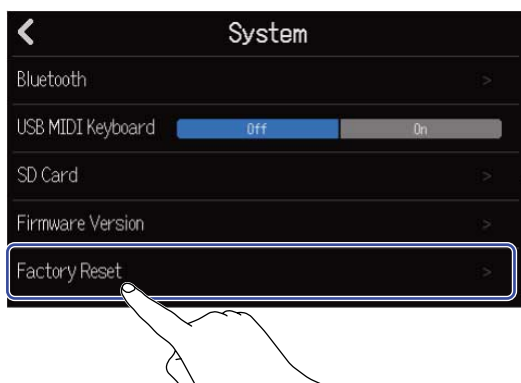 System
Bluetooth
USB MIDI Keyboard Off On
SD Card
Firmware Version
Factory Reset